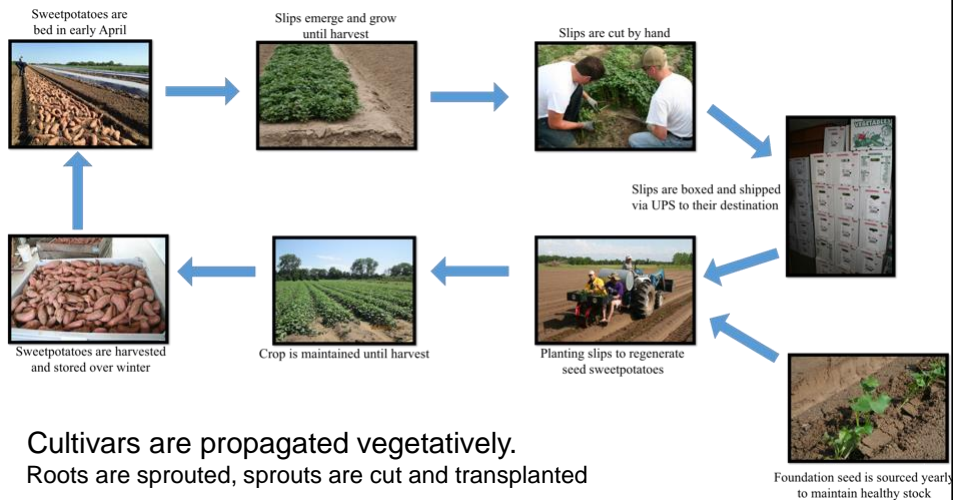 Sweetpotatoes are
bed in early April
Slips emerge and grow
until harvest
Slips are cut by hand
VEGETABLES
Slips are boxed and shipped
via UPS to their destination
Sweetpotatoes are harvested
and stored over winter
Crop is maintained until harvest
Planting slips to regenerate
seed sweetpotatoes
Cultivars are propagated vegetatively.
Roots are sprouted, sprouts are cut and transplanted
Foundation seed is sourced yearly
to maintain healthy stock